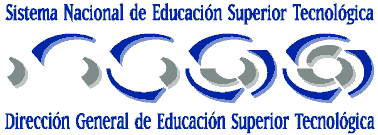 Sistema Nacional de Educación Superior Tecnológica
Dirección General de Educación Superior Tecnológica